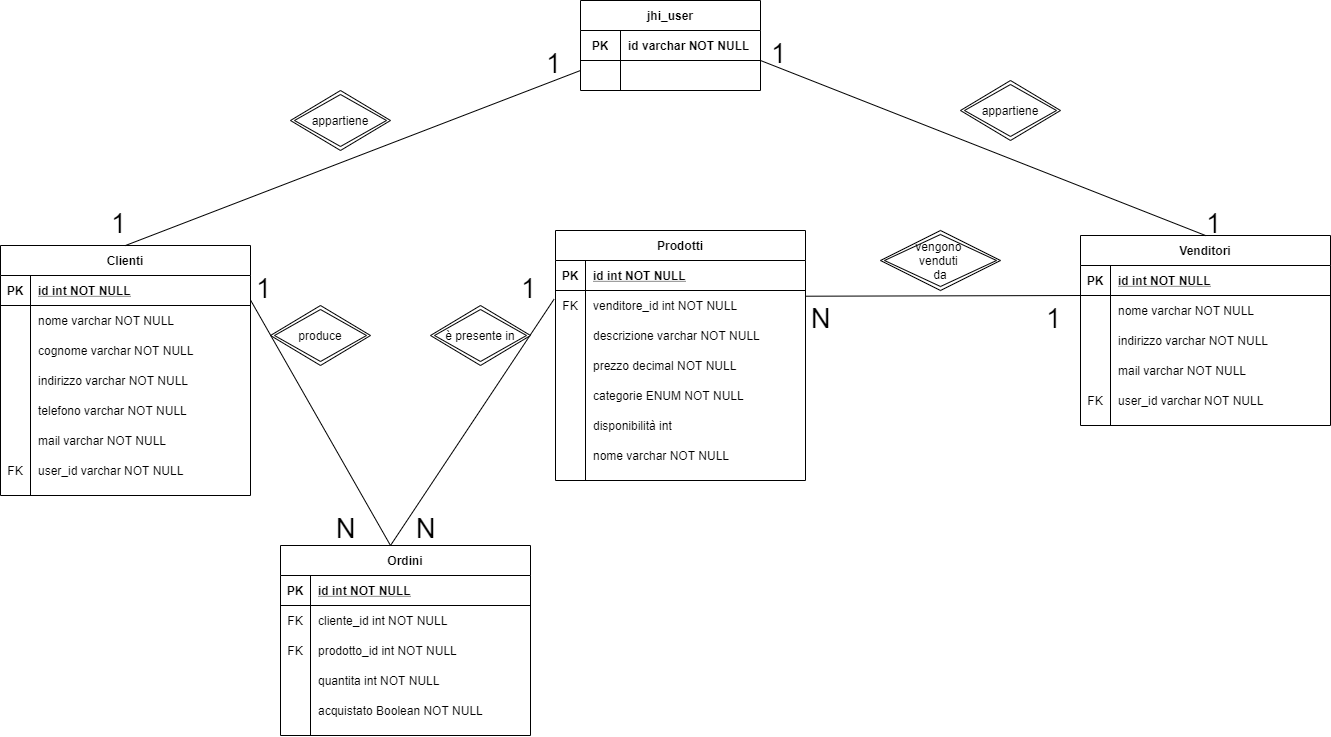 jhi_user
PK id varchar NOT NULL
1
1
appartiene
appartiene
1
1
Clienti
PK id int NOT NULL
nome varchar NOT NULL
cognome varchar NOT NULL
indirizzo varchar NOT NULL
telefono varchar NOT NULL
mail varchar NOT NULL
FK user_id varchar NOT NULL
1
produce
è presente in
1
Prodotti
PK id int NOT NULL
FK venditore_id int NOT NULL
descrizione varchar NOT NULL
prezzo decimal NOT NULL
categorie ENUM NOT NULL
disponibilità int
nome varchar NOT NULL
vengono
venduti
da
N
1
Venditori
PK id int NOT NULL
nome varchar NOT NULL
indirizzo varchar NOT NULL
mail varchar NOT NULL
FK user_id varchar NOT NULL
N
N
Ordini
PK id int NOT NULL
FK cliente_id int NOT NULL
FK prodotto_id int NOT NULL
quantita int NOT NULL
acquistato Boolean NOT NULL